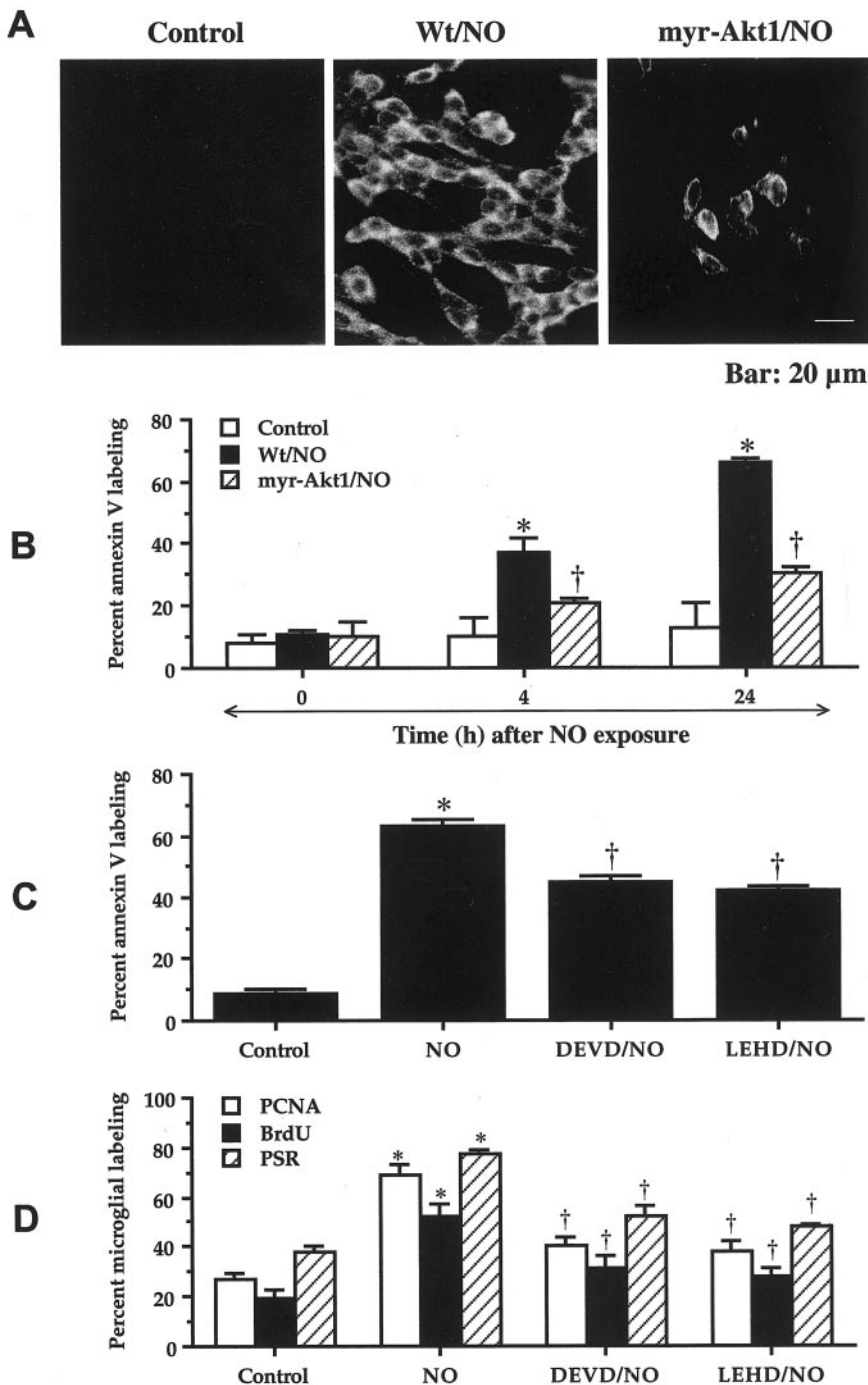 A
Control Wt/NO myr-Akt1/NO
Bar: 20 µm
B
Percent annexin V labeling
80
60
40
20
0
Control
Wt/NO
myr-Akt1/NO
*
†
*
†
0 4 24
Time (h) after NO exposure
C
Percent annexin V labeling
80
60
40
20
0
*
†
†
Control NO DEVD/NO LEHD/NO
D
Percent microglial labeling
100
80
60
40
20
0
PCNA
BrdU
PSR
* * *
† † †
† † †
Control NO DEVD/NO LEHD/NO